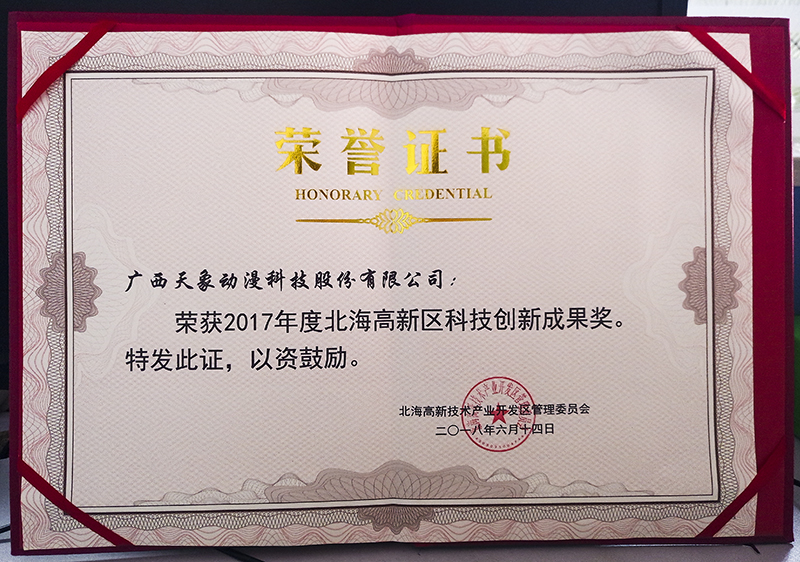 荣誉证书
HONORARY CREDENTIAL
广西天象动漫科技股份有限公司：
荣获2017年度北海高新区科技创新成果奖。
特发此证，以资鼓励。
北海高新技术产业开发区管理委员会
二〇一八年六月十四日